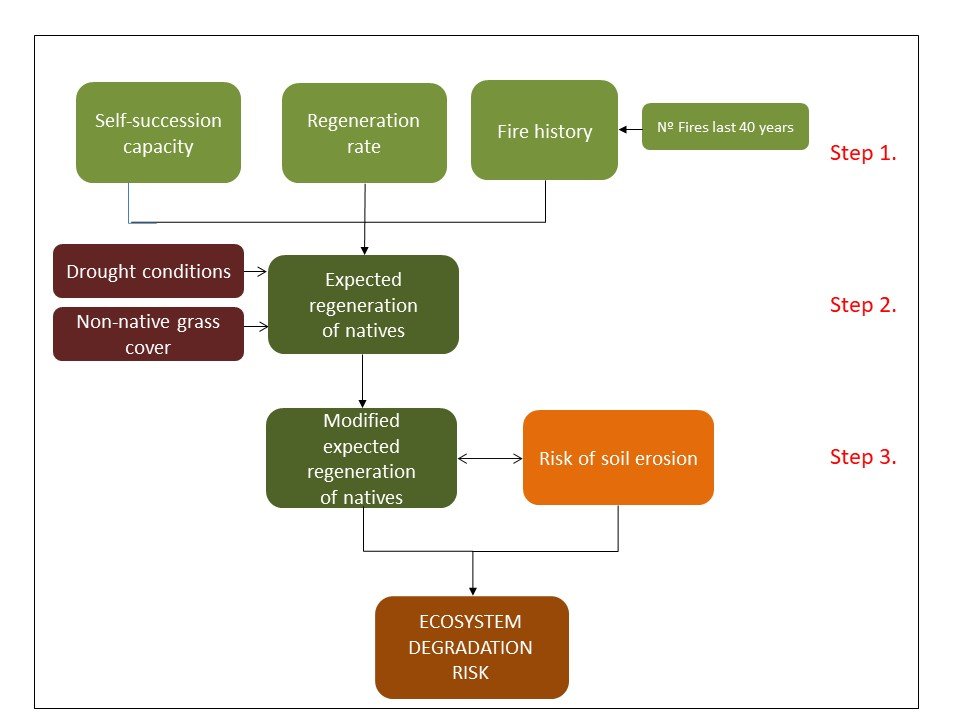 Self-succession
capacity
Regeneration
rate
Fire history
Nº Fires last 40 years
Step 1.
Drought conditions
Non-native grass
cover
Expected
regeneration
of natives
Step 2.
Modified
expected
regeneration
of natives
Risk of soil erosion
Step 3.
ECOSYSTEM
DEGRADATION
RISK